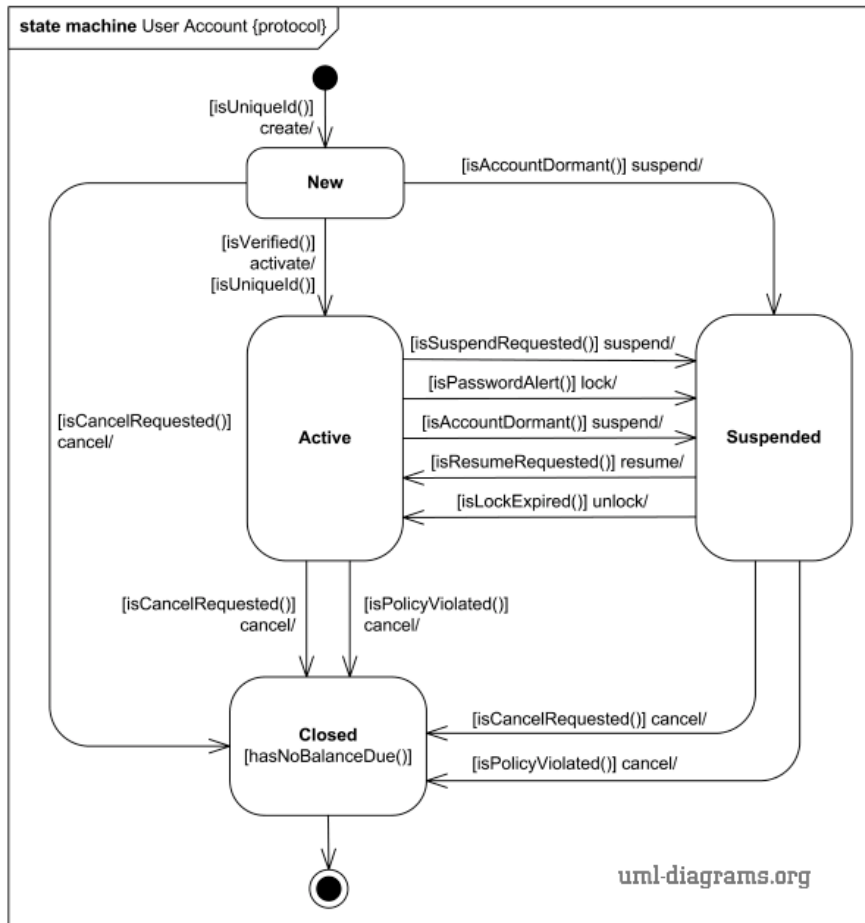 state machine User Account {protocol}
[isUniqueId()]
create/
New
[isAccountDormant()] suspend/
[isVerified()]
activate/
[isUniqueId()]
[isCancelRequested()]
cancel/
Active
[isSuspendRequested()] suspend/
[isPasswordAlert()] lock/
[isAccountDormant()] suspend/
[isResumeRequested()] resume/
[isLockExpired()] unlock/
Suspended
[isCancelRequested()]
cancel/
[isPolicyViolated()]
cancel/
Closed
[hasNoBalanceDue()]
[isCancelRequested()] cancel/
[isPolicyViolated()] cancel/
uml-diagrams.org